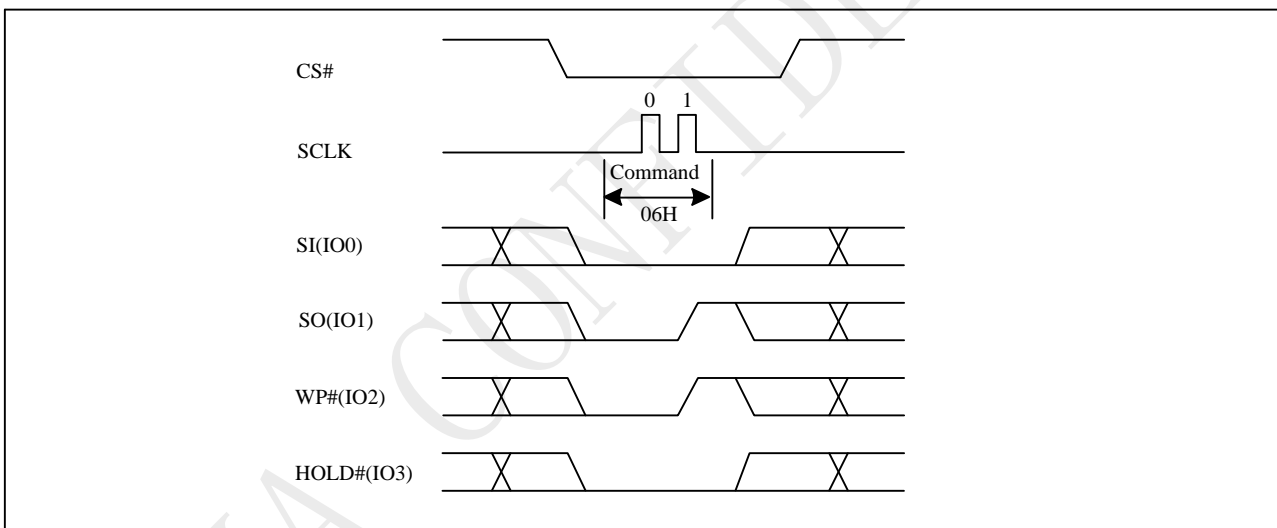 CS#
0 1
SCLK
Command
06H
SI(IO0)
SO(IO1)
WP#(IO2)
HOLD#(IO3)